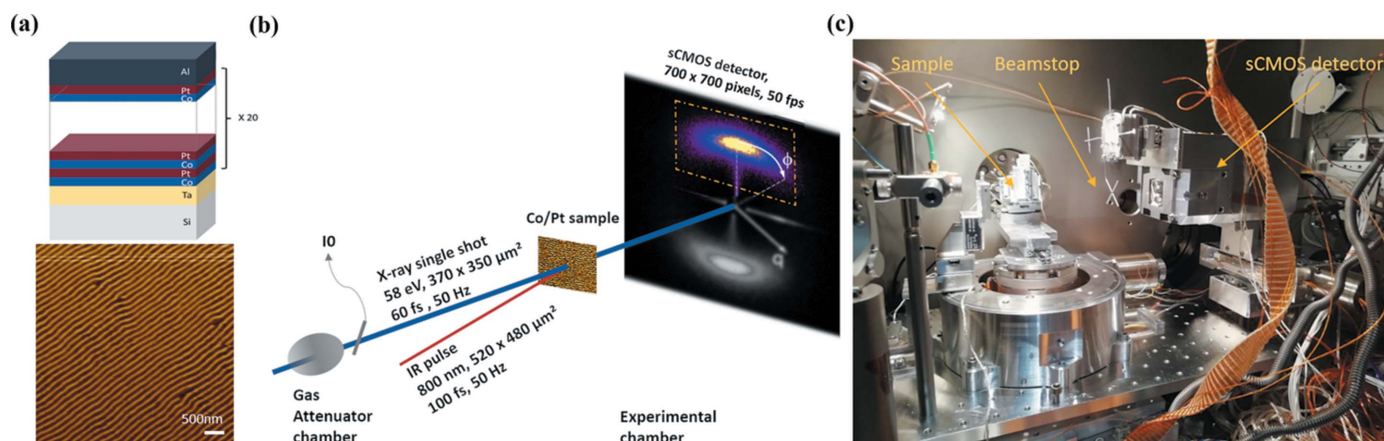 (a)
Al
Pt
Co
X 20
Pt
Co
Pt
Co
Ta
Si
500nm
(b)
sCMOS detector,
700 x 700 pixels, 50 fps
ϕ
q
Co/Pt sample
I0
X-ray single shot
58 eV, 370 x 350 µm²
60 fs , 50 Hz
IR pulse
800 nm, 520 x 480 µm²
100 fs, 50 Hz
Gas
Attenuator
chamber
Experimental
chamber
(c)
Sample
Beamstop
sCMOS detector